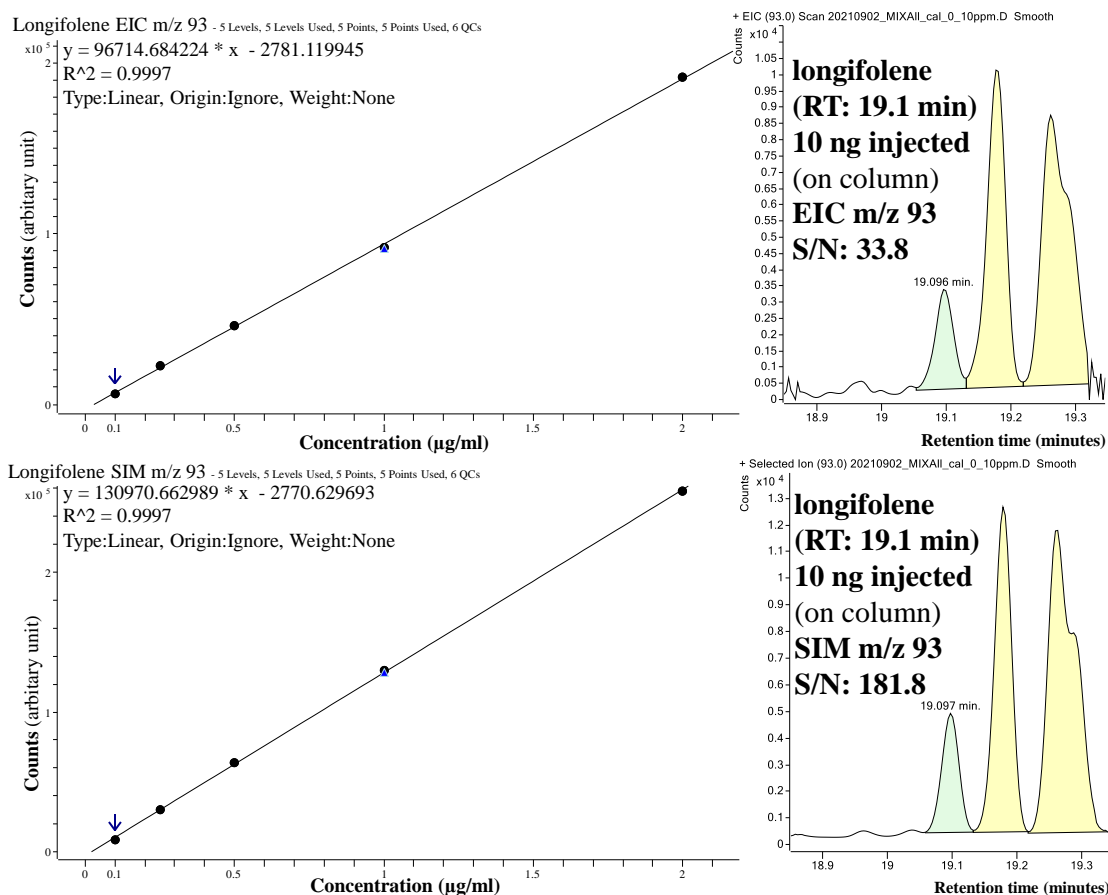 Longifolene EIC m/z 93 - 5 Levels, 5 Levels Used, 5 Points, 5 Points Used, 6 QCs
x10 5
y = 96714.684224 * x - 2781.119945
R^2 = 0.9997
Type:Linear, Origin:Ignore, Weight:None
2
1
0
Counts (arbitary unit)
0 0.1 0.5 1 1.5 2
Concentration (µg/ml)
+ EIC (93.0) Scan 20210902_MIXAll_cal_0_10ppm.D Smooth
Counts
x10 4
1.05
1
0.95
0.9
0.85
0.8
0.75
0.7
0.65
0.6
0.55
0.5
0.45
0.4
0.35
0.3
0.25
0.2
0.15
0.1
0.05
0
longifolene
(RT: 19.1 min)
10 ng injected
(on column)
EIC m/z 93
S/N: 33.8
19.096 min.
18.9 19 19.1 19.2 19.3
Retention time (minutes)
Longifolene SIM m/z 93 - 5 Levels, 5 Levels Used, 5 Points, 5 Points Used, 6 QCs
x10 5
y = 130970.662989 * x - 2770.629693
R^2 = 0.9997
Type:Linear, Origin:Ignore, Weight:None
2
1
0
Counts (arbitary unit)
0 0.1 0.5 1 1.5 2
Concentration (µg/ml)
+ Selected Ion (93.0) 20210902_MIXAll_cal_0_10ppm.D Smooth
Counts
x10 4
1.3
1.2
1.1
1
0.9
0.8
0.7
0.6
0.5
0.4
0.3
0.2
0.1
0
longifolene
(RT: 19.1 min)
10 ng injected
(on column)
SIM m/z 93
S/N: 181.8
19.097 min.
18.9 19 19.1 19.2 19.3
Retention time (minutes)